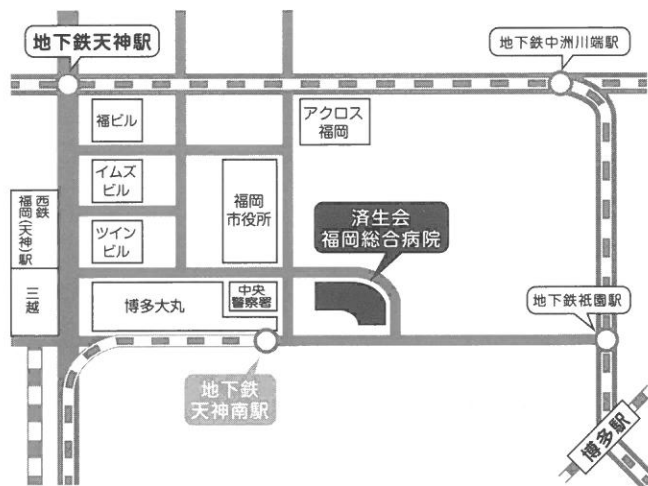 地下鉄天神駅
地下鉄中洲川端駅
福ビル
アクロス
福岡
イムズ
ビル
福岡
市役所
西鉄
福岡(天神)駅
済生会
福岡総合病院
ツイン
ビル
三越
博多大丸
中央
警察署
地下鉄祇園駅
地下鉄
天神南駅
博多駅